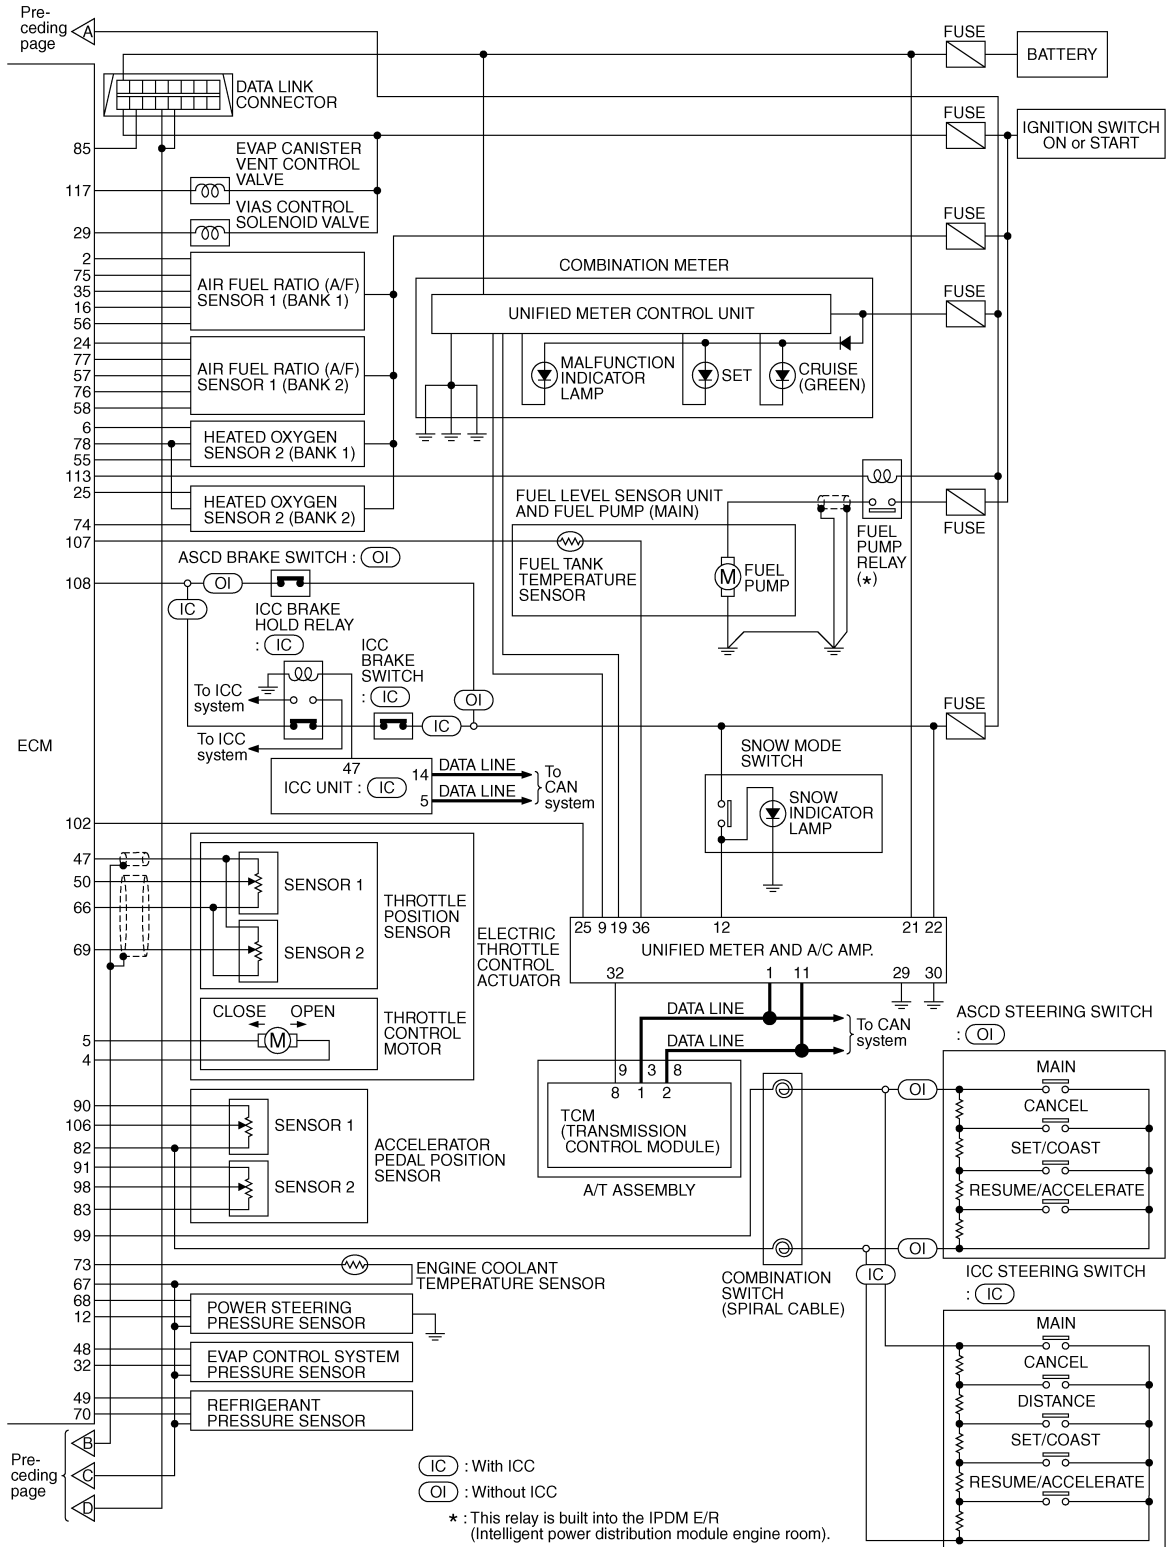 Pre-
ceding
page
A
FUSE
BATTERY
DATA LINK
CONNECTOR
FUSE
IGNITION SWITCH
ON or START
85
EVAP CANISTER
VENT CONTROL
VALVE
117
VIAS CONTROL
SOLENOID VALVE
29
FUSE
2
75
35
16
56
AIR FUEL RATIO (A/F)
SENSOR 1 (BANK 1)
COMBINATION METER
UNIFIED METER CONTROL UNIT
FUSE
24
77
57
76
58
AIR FUEL RATIO (A/F)
SENSOR 1 (BANK 2)
MALFUNCTION
INDICATOR
LAMP
SET
CRUISE
(GREEN)
6
78
55
HEATED OXYGEN
SENSOR 2 (BANK 1)
113
25
74
HEATED OXYGEN
SENSOR 2 (BANK 2)
107
FUEL LEVEL SENSOR UNIT
AND FUEL PUMP (MAIN)
FUEL TANK
TEMPERATURE
SENSOR
M
FUEL
PUMP
FUEL
PUMP
RELAY
(*)
FUSE
ASCD BRAKE SWITCH : OI
108
OI
IC
ICC BRAKE
HOLD RELAY
: IC
ICC
BRAKE
SWITCH
: IC
To ICC
system
To ICC
system
IC
OI
FUSE
ECM
47
ICC UNIT : IC
14
5
DATA LINE
DATA LINE
To
CAN
system
SNOW MODE
SWITCH
SNOW
INDICATOR
LAMP
102
47
50
66
69
SENSOR 1
SENSOR 2
THROTTLE
POSITION
SENSOR
ELECTRIC
THROTTLE
CONTROL
ACTUATOR
CLOSE
OPEN
M
THROTTLE
CONTROL
MOTOR
5
4
25 9 19 36 12 21 22
UNIFIED METER AND A/C AMP.
32 1 11 29 30
DATA LINE
DATA LINE
To CAN
system
9 3 8
8 1 2
TCM
(TRANSMISSION
CONTROL MODULE)
A/T ASSEMBLY
90
106
82
91
98
83
SENSOR 1
SENSOR 2
ACCELERATOR
PEDAL POSITION
SENSOR
99
COMBINATION
SWITCH
(SPIRAL CABLE)
ASCD STEERING SWITCH
: OI
OI
MAIN
CANCEL
SET/COAST
RESUME/ACCELERATE
OI
IC
ICC STEERING SWITCH
: IC
MAIN
CANCEL
DISTANCE
SET/COAST
RESUME/ACCELERATE
73
67
ENGINE COOLANT
TEMPERATURE SENSOR
68
12
POWER STEERING
PRESSURE SENSOR
48
32
EVAP CONTROL SYSTEM
PRESSURE SENSOR
49
70
REFRIGERANT
PRESSURE SENSOR
Pre-
ceding
page
B
C
D
IC : With ICC
OI : Without ICC
* : This relay is built into the IPDM E/R
(Intelligent power distribution module engine room).